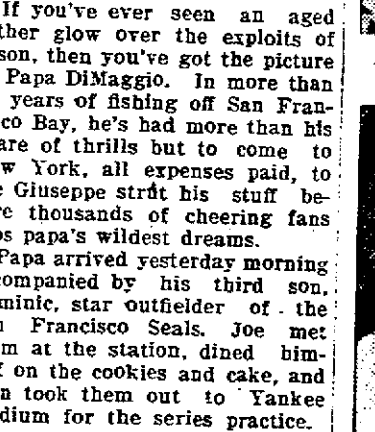 If you've ever seen an aged
ther glow over the exploits of
son, then you've got the picture
Papa DiMaggio. In more than
years of fishing off San Fran-
co Bay, he's had more than his
are of thrills but to come to
w York, all expenses paid, to
e Giuseppe strut his stuff be-
re thousands of cheering fans
ps papa's wildest dreams.
Papa arrived yesterday morning
companied by his third son,
minic, star outfielder of the
n Francisco Seals. Joe met
m at the station, dined him-
f on the cookies and cake, and
n took them out to Yankee
dium for the series practice.